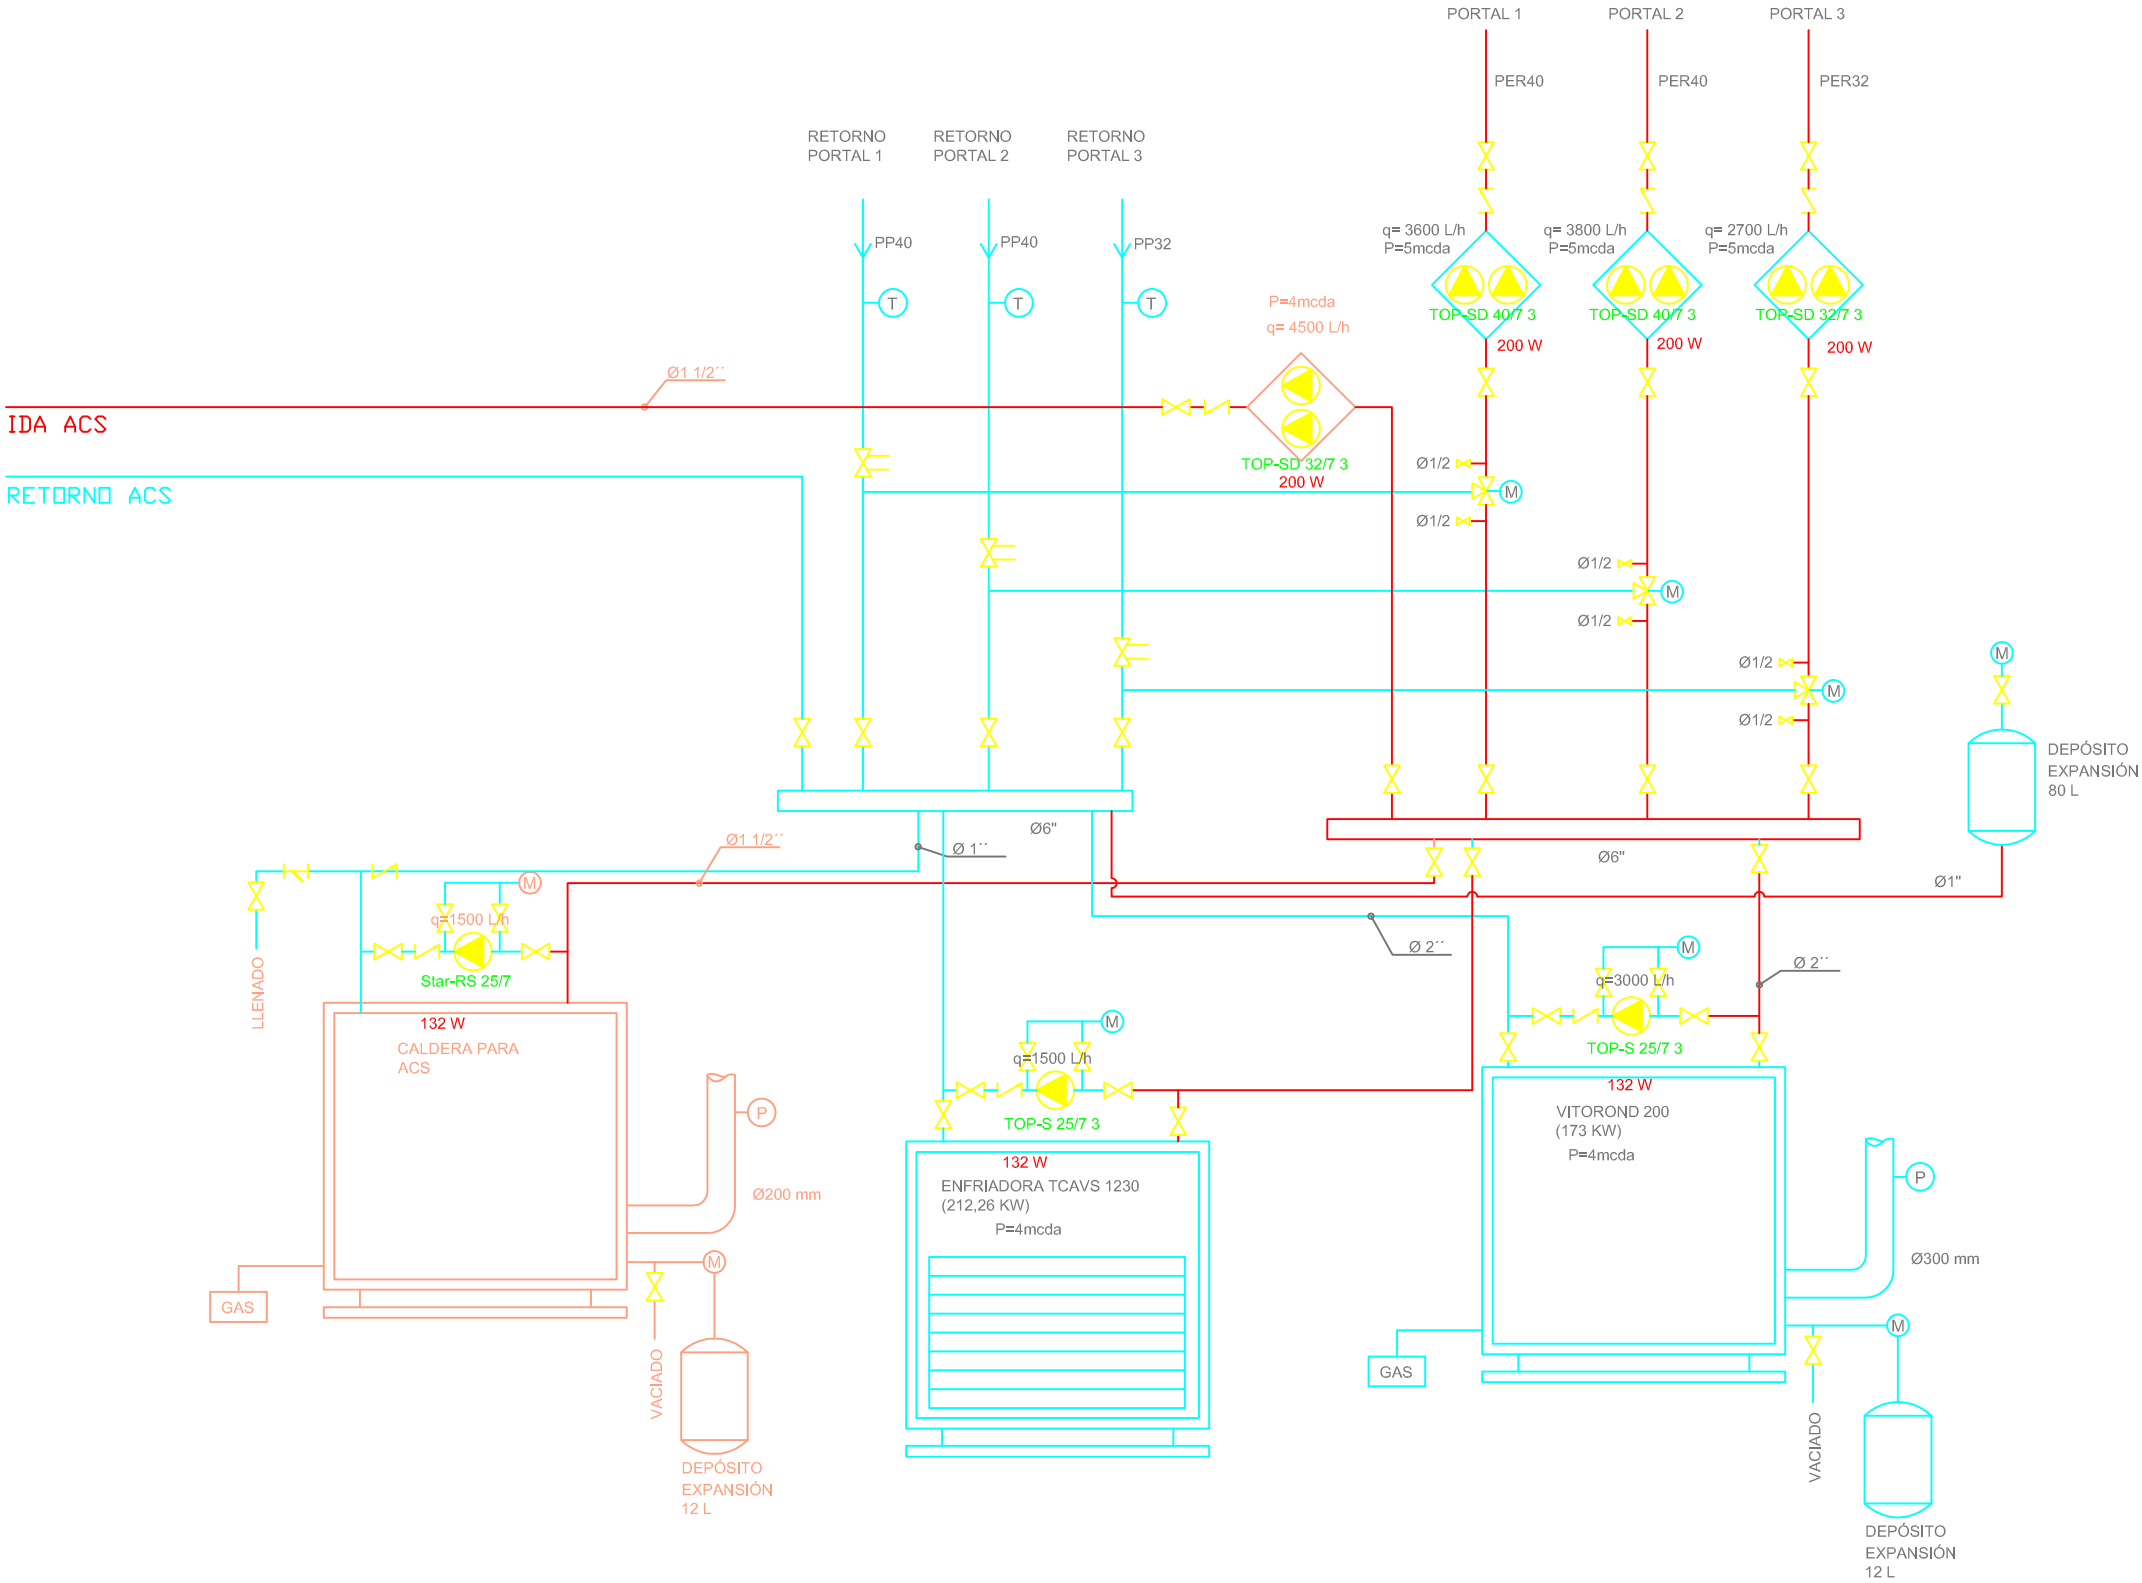 PORTAL 1
PORTAL 2
PORTAL 3
PER40
PER40
PER32
RETORNO
PORTAL 1
RETORNO
PORTAL 2
RETORNO
PORTAL 3
PP40
PP40
PP32
T
T
T
q= 3600 L/h
P=5mcda
q= 3800 L/h
P=5mcda
q= 2700 L/h
P=5mcda
TOP-SD 40/7 3
TOP-SD 40/7 3
TOP-SD 32/7 3
200 W
200 W
200 W
P=4mcda
q= 4500 L/h
Ø1 1/2´´
IDA ACS
RETORNO ACS
TOP-SD 32/7 3
200 W
Ø1/2
M
Ø1/2
Ø1/2
M
Ø1/2
Ø1/2
M
Ø1/2
M
DEPÓSITO
EXPANSIÓN
80 L
Ø6"
Ø6"
Ø1"
Ø1 1/2´´
Ø 1´´
M
q=1500 L/h
Star-RS 25/7
LLENADO
132 W
CALDERA PARA
ACS
P
Ø200 mm
M
GAS
VACIADO
DEPÓSITO
EXPANSIÓN
12 L
M
q=1500 L/h
TOP-S 25/7 3
132 W
ENFRIADORA TCAVS 1230
(212,26 KW)
P=4mcda
Ø 2´´
M
Ø 2´´
q=3000 L/h
TOP-S 25/7 3
132 W
VITOROND 200
(173 KW)
P=4mcda
P
Ø300 mm
M
GAS
VACIADO
DEPÓSITO
EXPANSIÓN
12 L